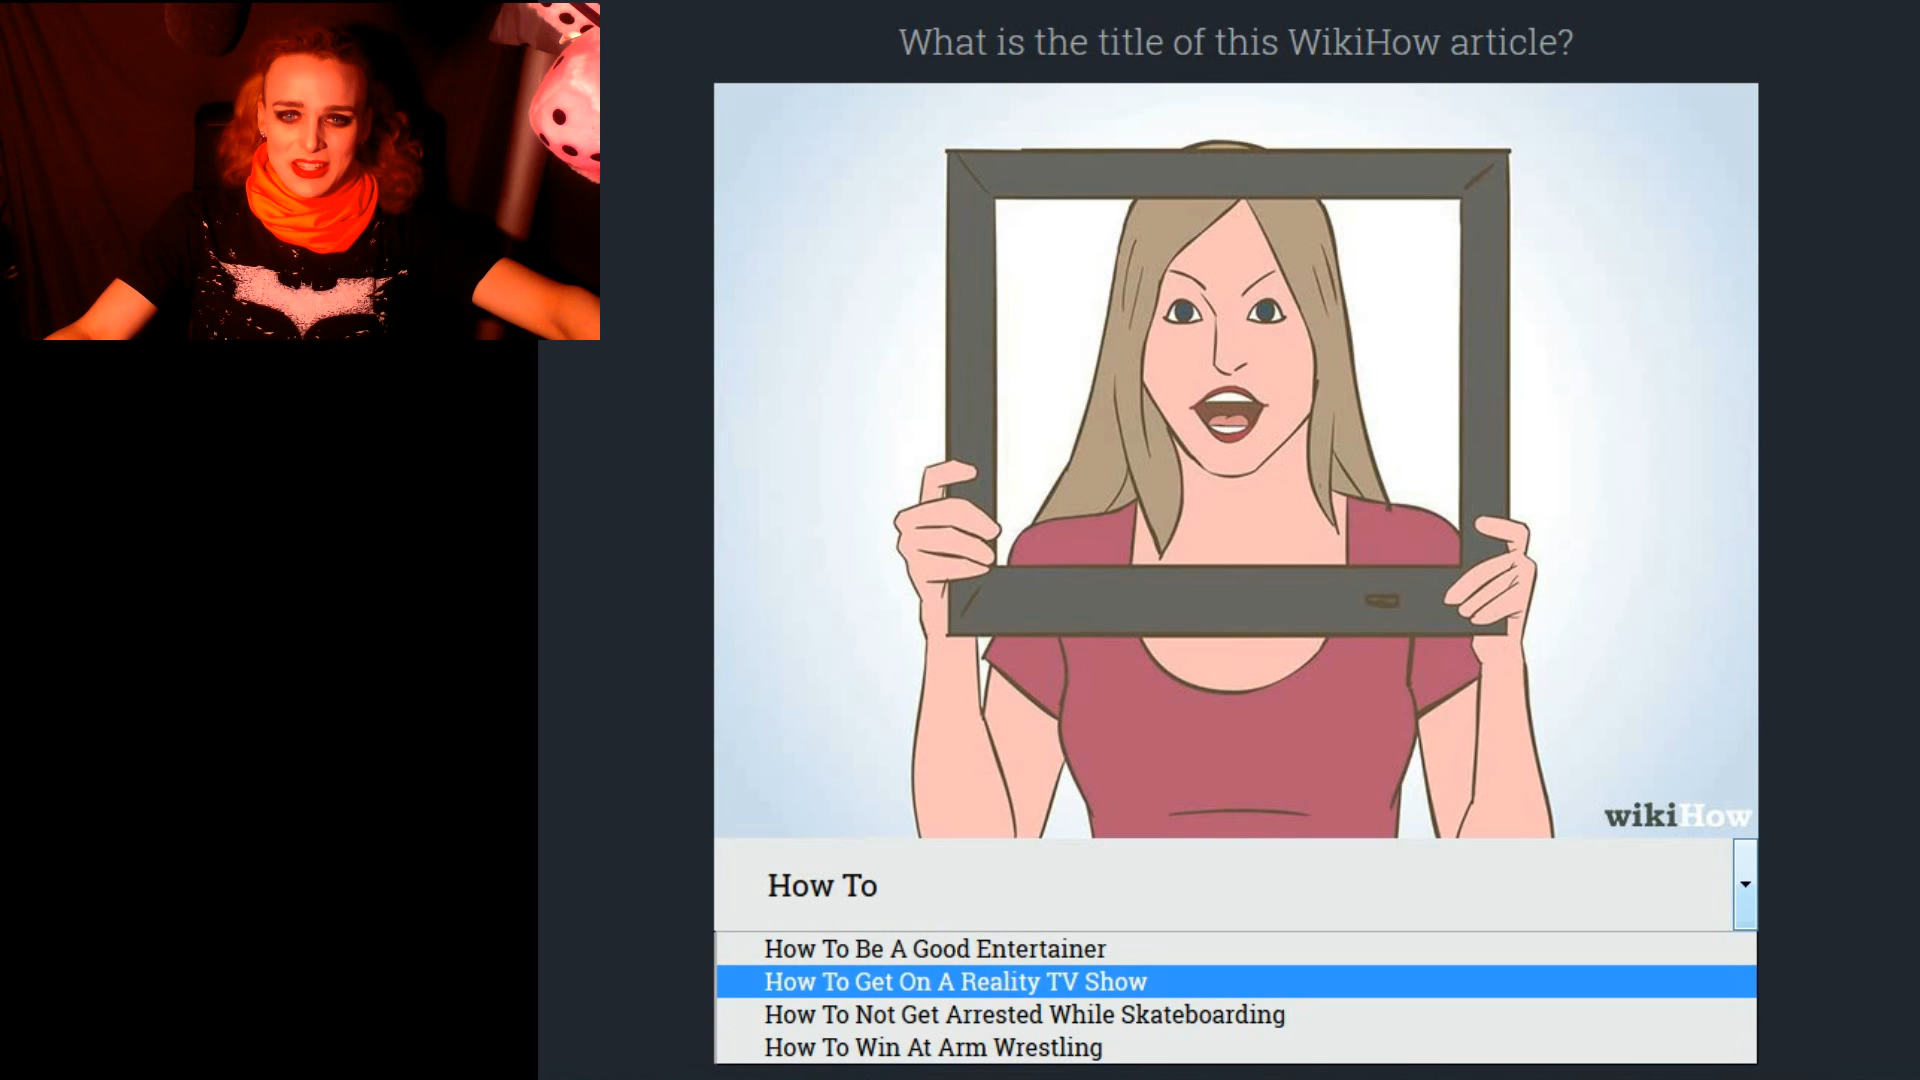 What is the title of this WikiHow article?
wikiHow
How To
How To Be A Good Entertainer
How To Get On A Reality TV Show
How To Not Get Arrested While Skateboarding
How To Win At Arm Wrestling